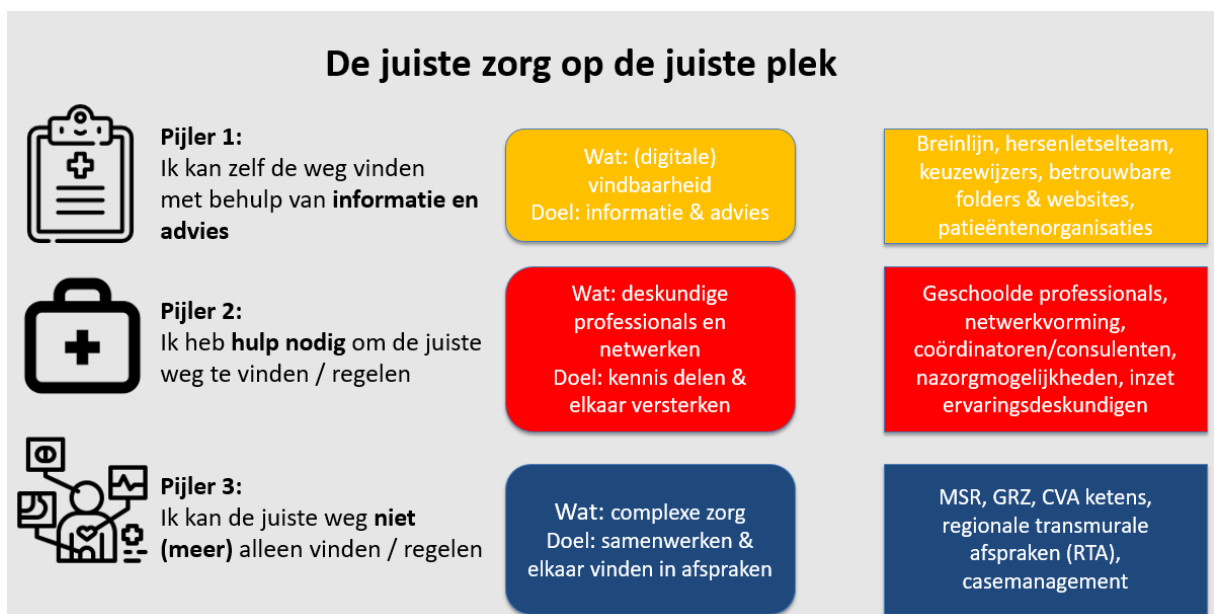 De juiste zorg op de juiste plek
Pijler 1:
Ik kan zelf de weg vinden
met behulp van informatie en
advies
Wat: (digitale)
vindbaarheid
Doel: informatie & advies
Breinlijn, hersenletselteam,
keuzewijzers, betrouwbare
folders & websites,
patieëntenorganisaties
Pijler 2:
Ik heb hulp nodig om de juiste
weg te vinden / regelen
Wat: deskundige
professionals en
netwerken
Doel: kennis delen &
elkaar versterken
Geschoolde professionals,
netwerkvorming,
coördinatoren/consulenten,
nazorgmogelijkheden, inzet
ervaringsdeskundigen
Pijler 3:
Ik kan de juiste weg niet
(meer) alleen vinden / regelen
Wat: complexe zorg
Doel: samenwerken &
elkaar vinden in afspraken
MSR, GRZ, CVA ketens,
regionale transmurale
afspraken (RTA),
casemanagement